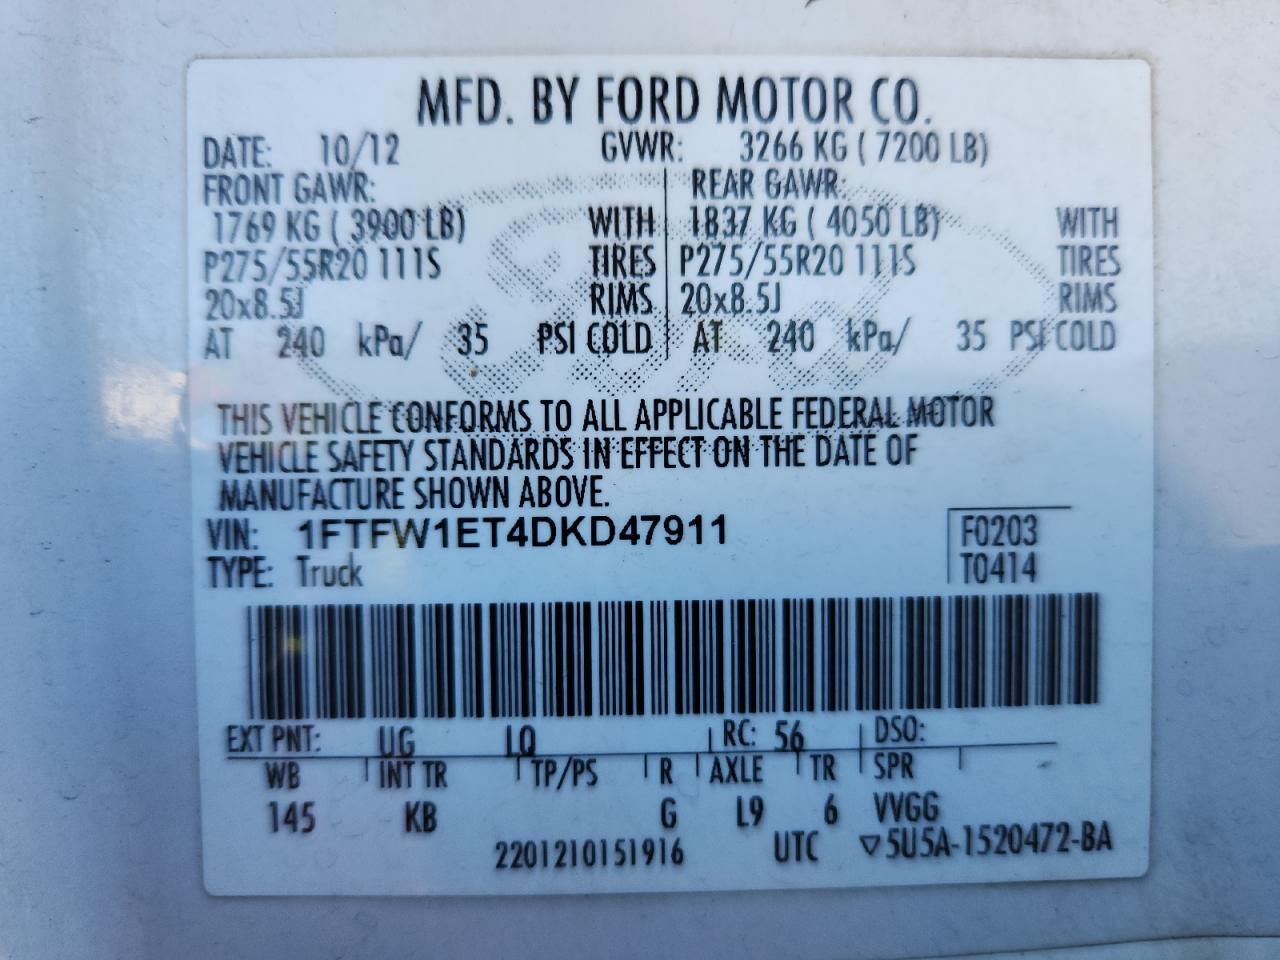 MFD. BY FORD MOTOR CO.
DATE: 10/12 GVWR: 3266 KG ( 7200 LB)
FRONT GAWR: REAR GAWR:
1769 KG ( 3900 LB) WITH 1837 KG ( 4050 LB) WITH
P275/55R20 111S TIRES P275/55R20 111S TIRES
20x8.5J RIMS 20x8.5J RIMS
AT 240 kPa/ 35 PSI COLD AT 240 kPa/ 35 PSI COLD
THIS VEHICLE CONFORMS TO ALL APPLICABLE FEDERAL MOTOR
VEHICLE SAFETY STANDARDS IN EFFECT ON THE DATE OF
MANUFACTURE SHOWN ABOVE.
VIN: 1FTFW1ET4DKD47911 F0203
TYPE: Truck T0414
EXT PNT: UG LQ RC: 56 DSO:
WB INT TR TP/PS R AXLE TR SPR
145 KB G L9 6 VVGG
2201210151916 UTC ▽5U5A-1520472-BA